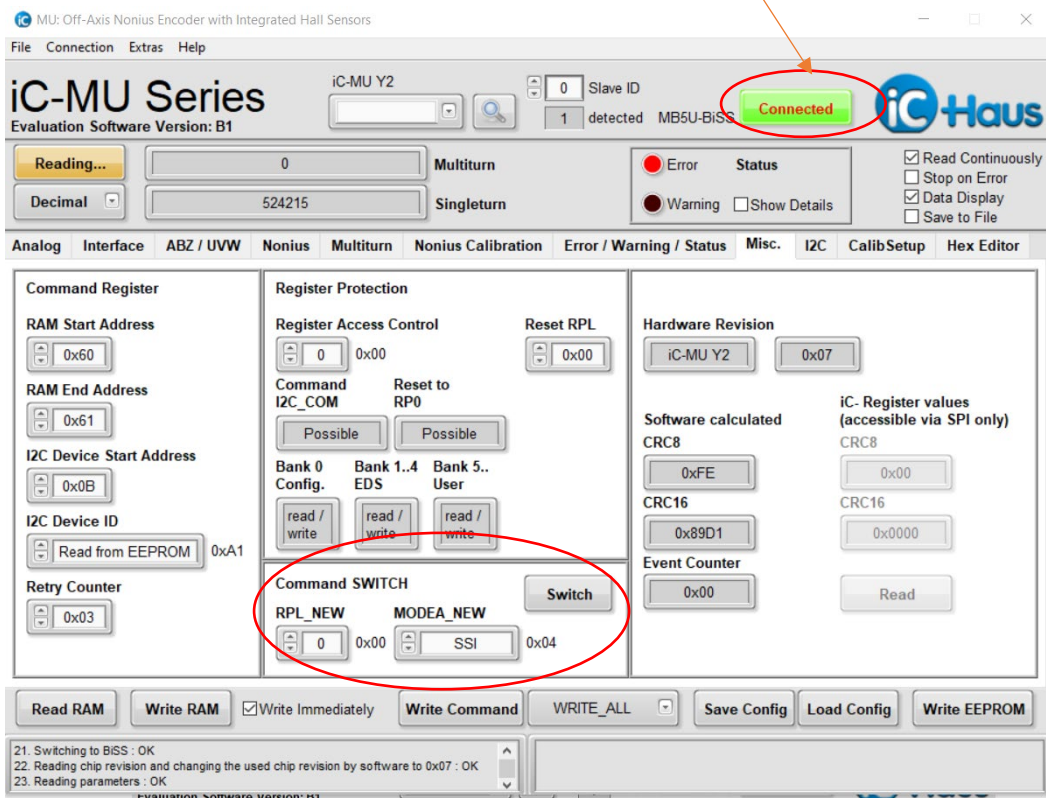 MU: Off-Axis Nonius Encoder with Integrated Hall Sensors
File Connection Extras Help
iC-MU Series
Evaluation Software Version: B1
iC-MU Y2
0 Slave ID
1 detected MB5U-BiSS
Connected
iC Haus
Reading...
0 Multiturn
Decimal
524215 Singleturn
Error Status
Warning Show Details
Read Continuously
Stop on Error
Data Display
Save to File
Analog Interface ABZ / UVW Nonius Multiturn Nonius Calibration Error / Warning / Status Misc. I2C CalibSetup Hex Editor
Command Register
RAM Start Address
0x60
RAM End Address
0x61
I2C Device Start Address
0x0B
I2C Device ID
Read from EEPROM 0xA1
Retry Counter
0x03
Register Protection
Register Access Control Reset RPL
0 0x00 0x00
Command Reset to
I2C_COM RP0
Possible Possible
Bank 0 Bank 1..4 Bank 5..
Config. EDS User
read / read / read /
write write write
Command SWITCH
Switch
RPL_NEW MODEA_NEW
0 0x00 SSI 0x04
Hardware Revision
iC-MU Y2 0x07
Software calculated
CRC8
0xFE
CRC16
0x89D1
Event Counter
0x00
iC- Register values
(accessible via SPI only)
CRC8
0x00
CRC16
0x0000
Read
Read RAM Write RAM Write Immediately Write Command WRITE_ALL Save Config Load Config Write EEPROM
21. Switching to BiSS : OK
22. Reading chip revision and changing the used chip revision by software to 0x07 : OK
23. Reading parameters : OK
Evaluation Software Version: B1